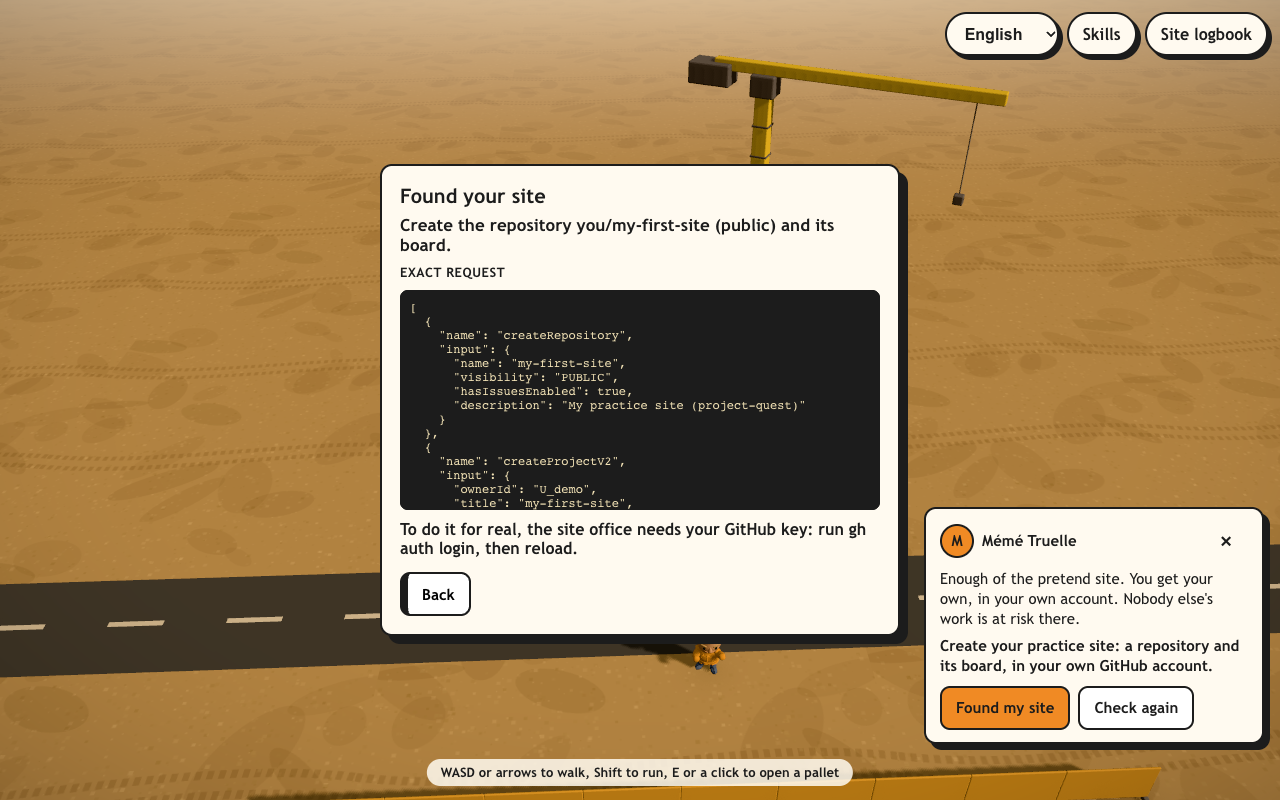 English
Skills
Site logbook
Found your site
Create the repository you/my-first-site (public) and its
board.
EXACT REQUEST
[
  {
    "name": "createRepository",
    "input": {
      "name": "my-first-site",
      "visibility": "PUBLIC",
      "hasIssuesEnabled": true,
      "description": "My practice site (project-quest)"
    }
  },
  {
    "name": "createProjectV2",
    "input": {
      "ownerId": "U_demo",
      "title": "my-first-site",
To do it for real, the site office needs your GitHub key: run gh
auth login, then reload.
Back
M
Mémé Truelle
×
Enough of the pretend site. You get your
own, in your own account. Nobody else's
work is at risk there.
Create your practice site: a repository and
its board, in your own GitHub account.
Found my site
Check again
WASD or arrows to walk, Shift to run, E or a click to open a pallet